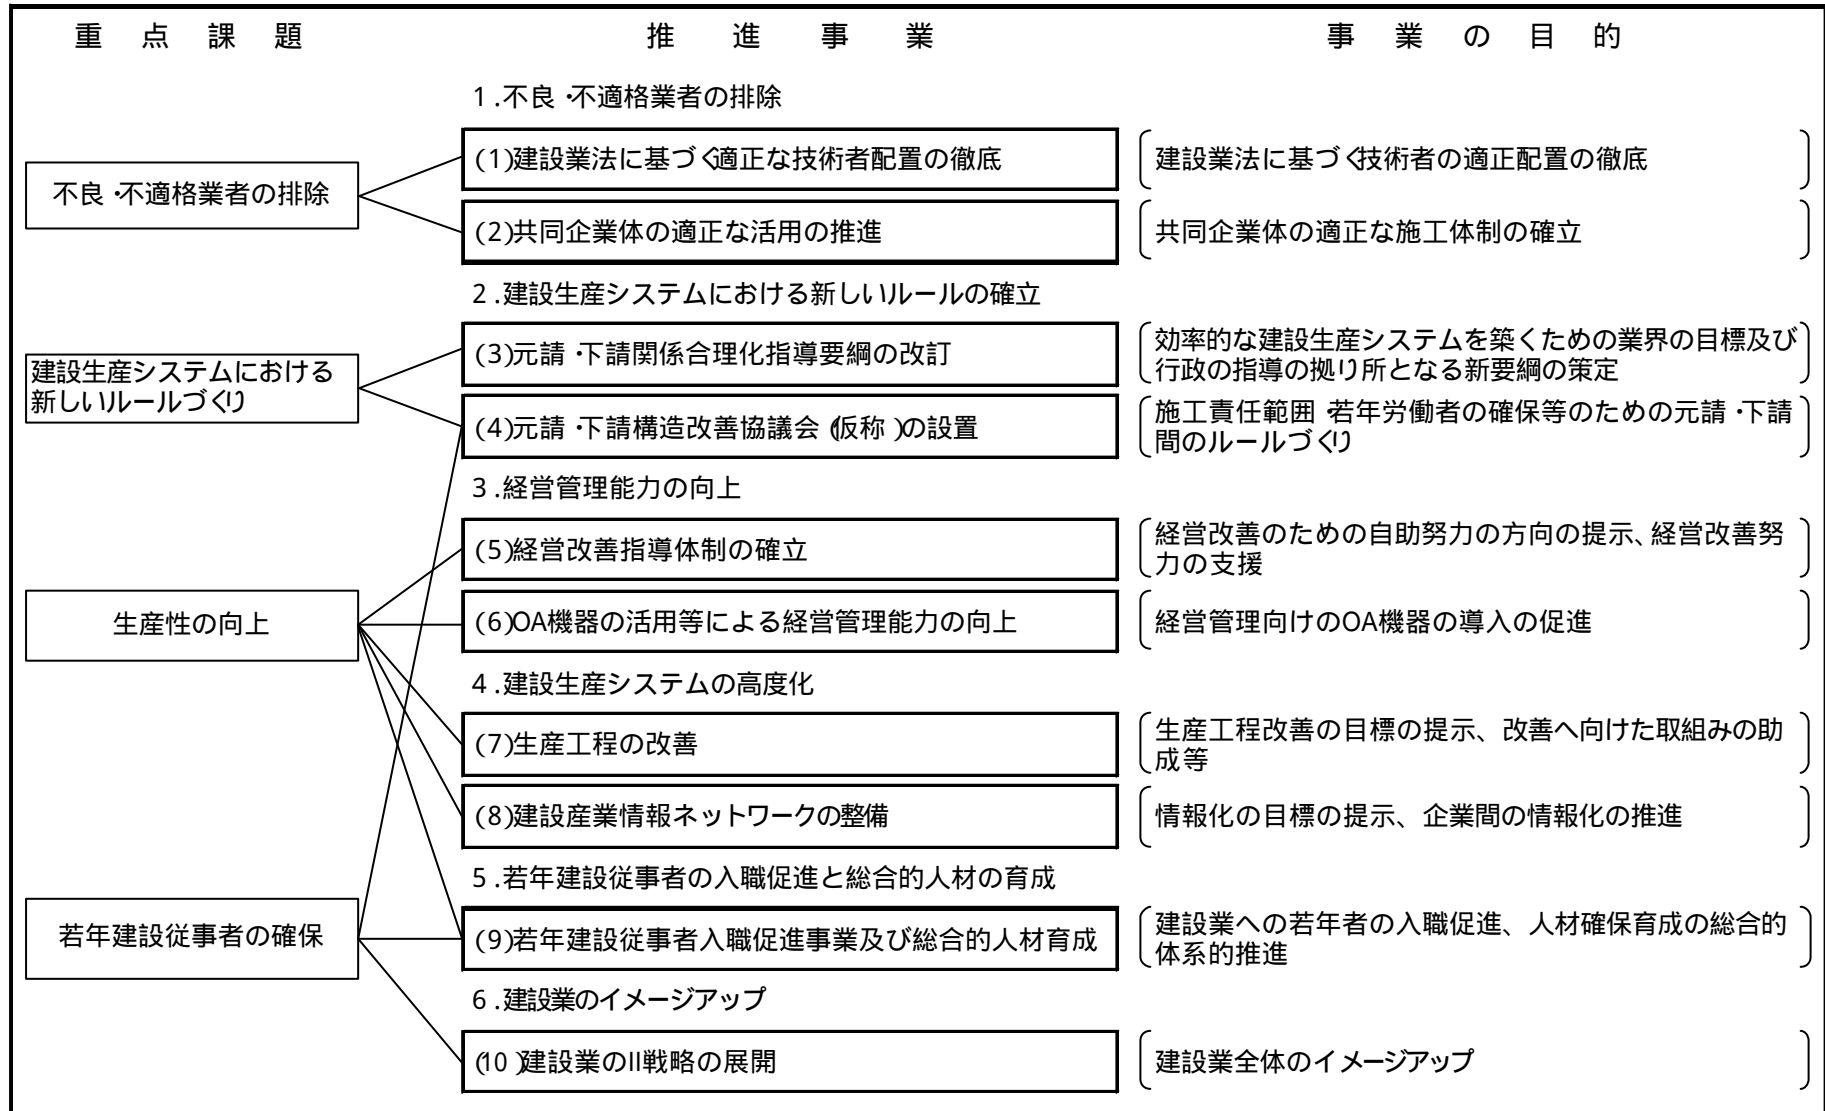 重点課題 推進事業 事業の目的
1.不良・不適格業者の排除
不良・不適格業者の排除
(1)建設業法に基づく適正な技術者配置の徹底
建設業法に基づく技術者の適正配置の徹底
(2)共同企業体の適正な活用の推進
共同企業体の適正な施工体制の確立
2.建設生産システムにおける新しいルールの確立
建設生産システムにおける
新しいルールづくり
(3)元請・下請関係合理化指導要綱の改訂
効率的な建設生産システムを築くための業界の目標及び
行政の指導の拠り所となる新要綱の策定
(4)元請・下請構造改善協議会(仮称)の設置
施工責任範囲・若年労働者の確保等のための元請・下請
間のルールづくり
3.経営管理能力の向上
生産性の向上
(5)経営改善指導体制の確立
経営改善のための自助努力の方向の提示、経営改善努
力の支援
(6)OA機器の活用等による経営管理能力の向上
経営管理向けのOA機器の導入の促進
4.建設生産システムの高度化
(7)生産工程の改善
生産工程改善の目標の提示、改善へ向けた取組みの助
成等
(8)建設産業情報ネットワークの整備
情報化の目標の提示、企業間の情報化の推進
5.若年建設従事者の入職促進と総合的人材の育成
若年建設従事者の確保
(9)若年建設従事者入職促進事業及び総合的人材育成
建設業への若年者の入職促進、人材確保育成の総合的
体系的推進
6.建設業のイメージアップ
(10)建設業のII戦略の展開
建設業全体のイメージアップ